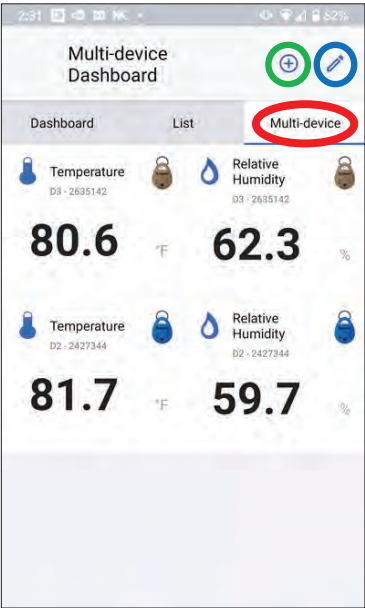 2:31 62%
Multi-device
Dashboard
Dashboard List Multi-device
Temperature
D3 - 2635142
Relative
Humidity
D3 - 2635142
80.6 °F
62.3 %
Temperature
D2 - 2427344
Relative
Humidity
D2 - 2427344
81.7 °F
59.7 %